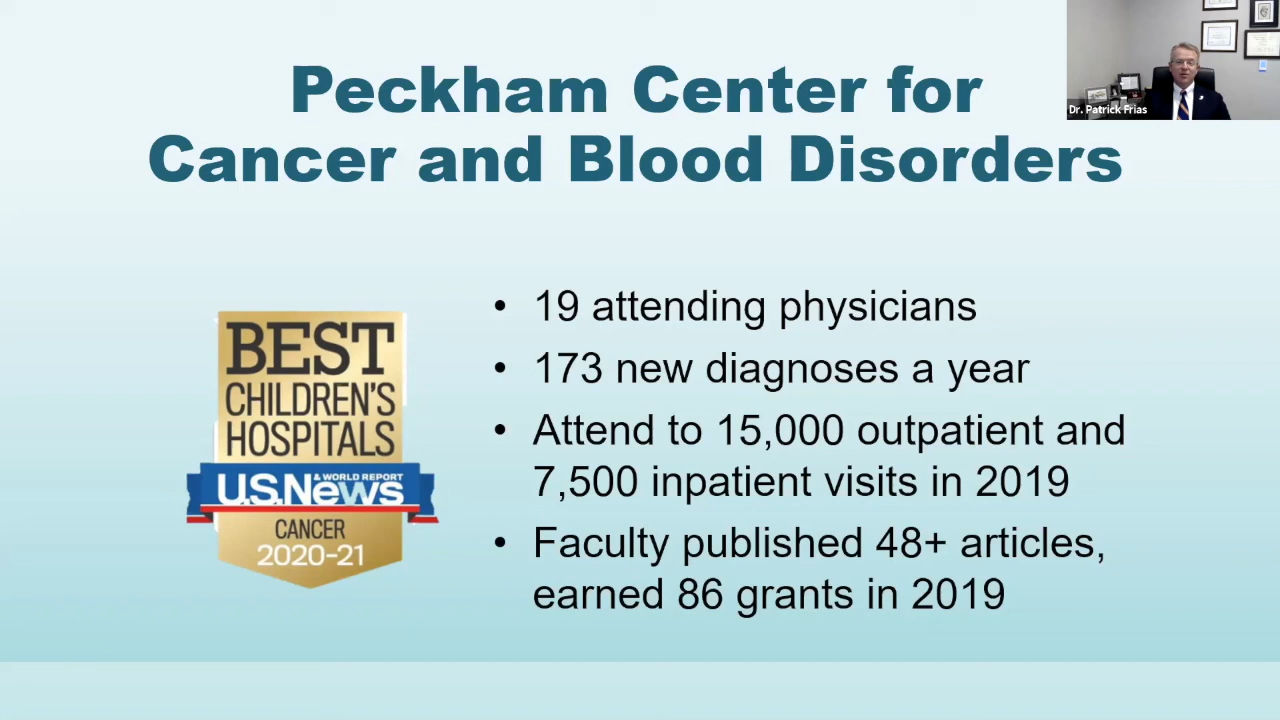 Peckham Center for
Cancer and Blood Disorders
Dr. Patrick Frias
BEST
CHILDREN'S
HOSPITALS
U.S.News
& WORLD REPORT
CANCER
2020-21
• 19 attending physicians
• 173 new diagnoses a year
• Attend to 15,000 outpatient and
7,500 inpatient visits in 2019
• Faculty published 48+ articles,
earned 86 grants in 2019